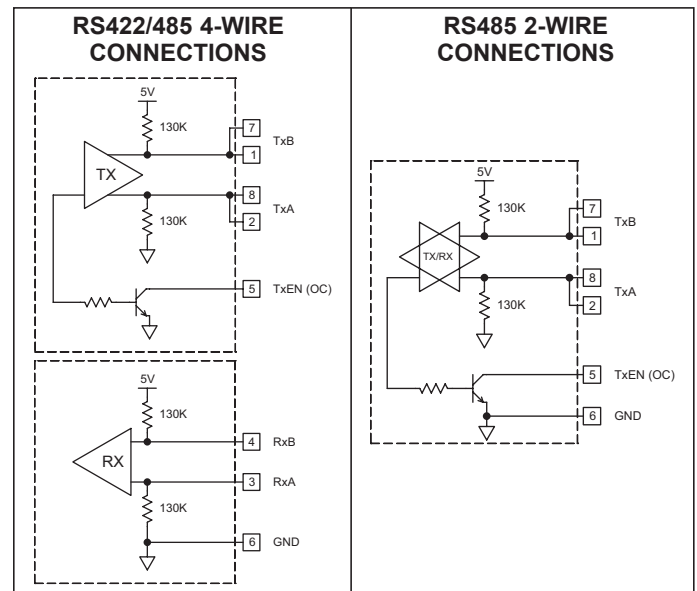 RS422/485 4-WIRE
CONNECTIONS
5V
130K
7
TxB
1
TX
8
TxA
130K
2
5 TxEN (OC)
5V
130K
4 RxB
RX
3 RxA
130K
6 GND
RS485 2-WIRE
CONNECTIONS
5V
130K
7
TxB
1
TX/RX
8
TxA
130K
2
5 TxEN (OC)
6 GND